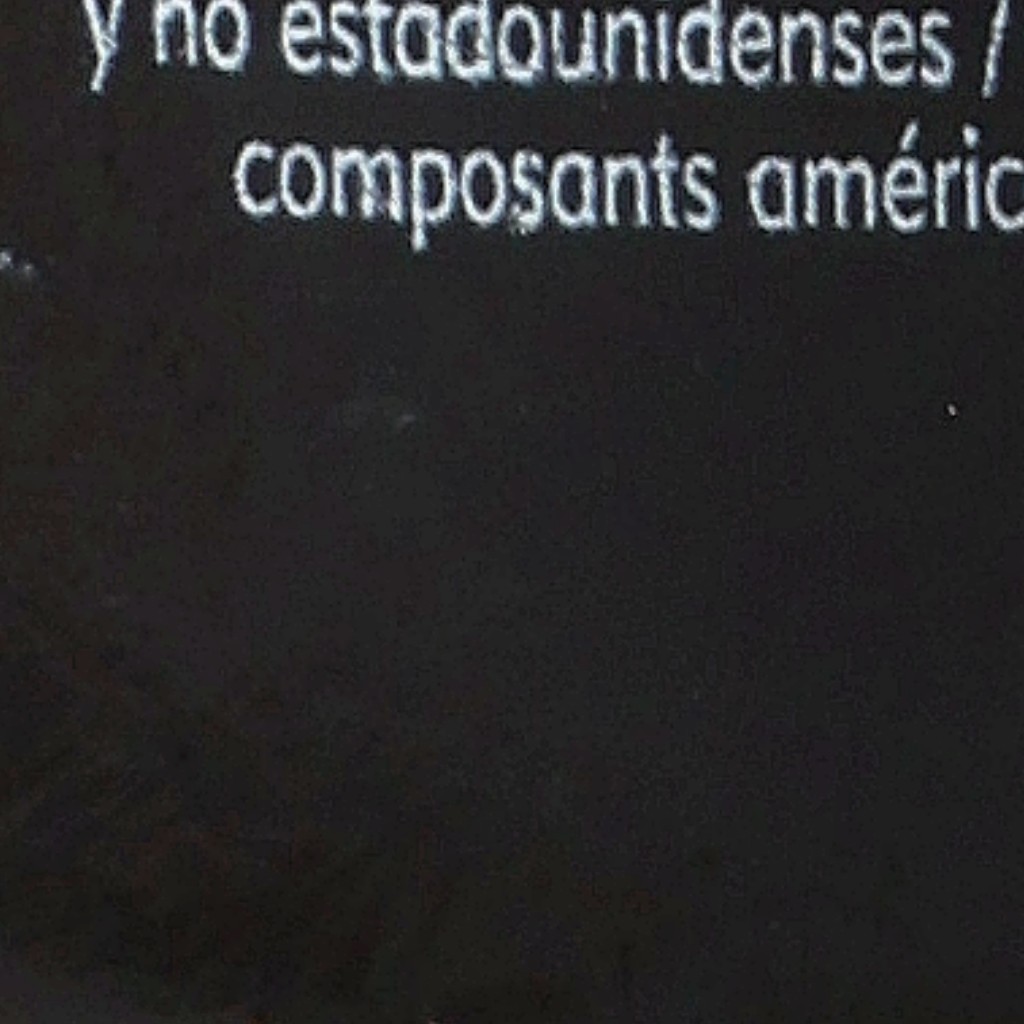 y no estadounidenses /
composants améric